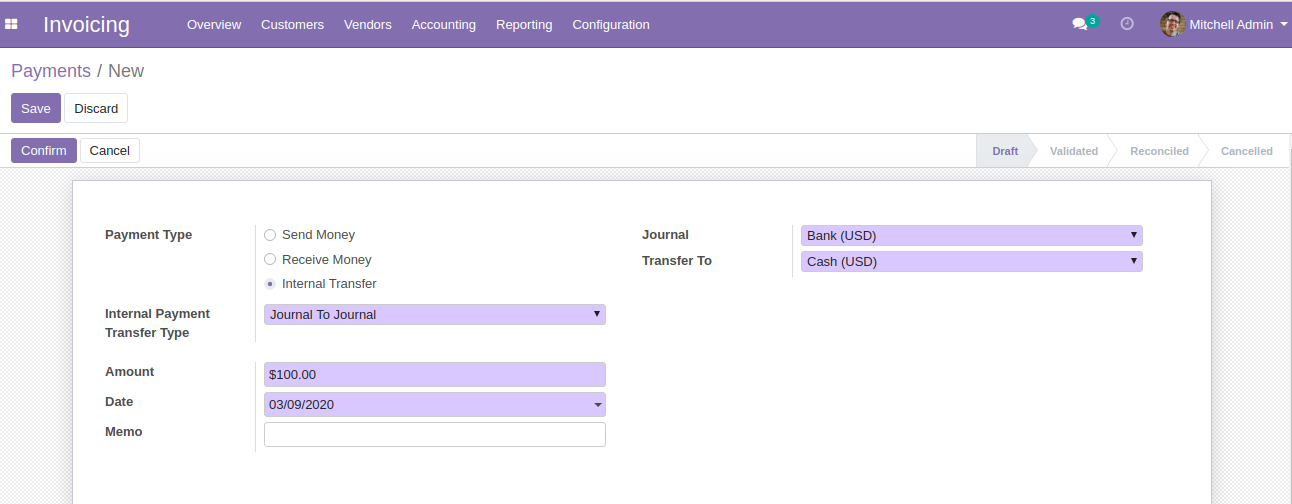 Invoicing Overview Customers Vendors Accounting Reporting Configuration 3 Mitchell Admin
Payments / New
Save Discard
Confirm Cancel Draft Validated Reconciled Cancelled
Payment Type Send Money Journal Bank (USD)
Receive Money Transfer To Cash (USD)
Internal Transfer
Internal Payment Journal To Journal
Transfer Type
Amount $100.00
Date 03/09/2020
Memo